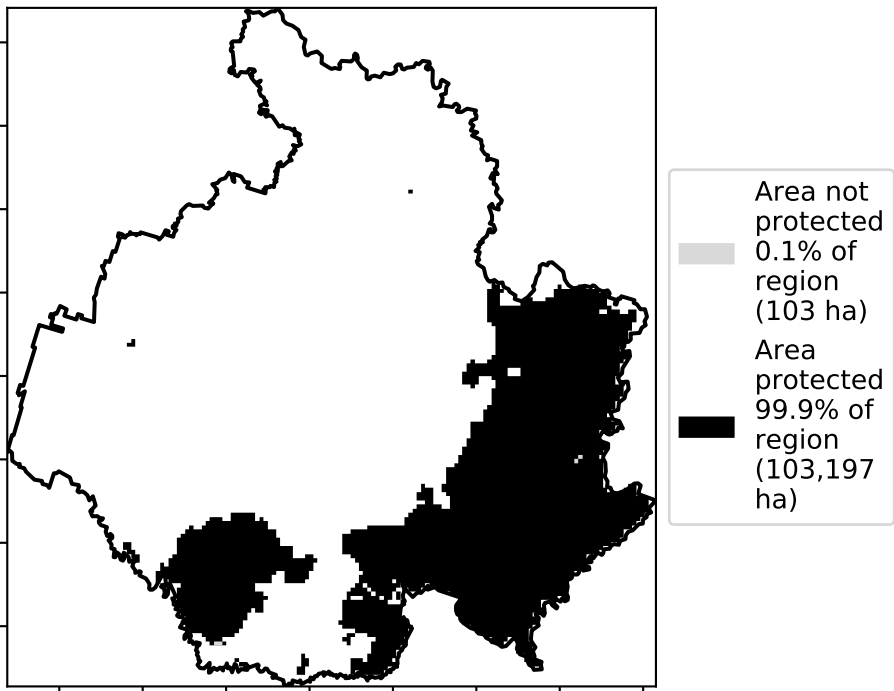 Area not
protected
0.1% of
region
(103 ha)
Area
protected
99.9% of
region
(103,197
ha)